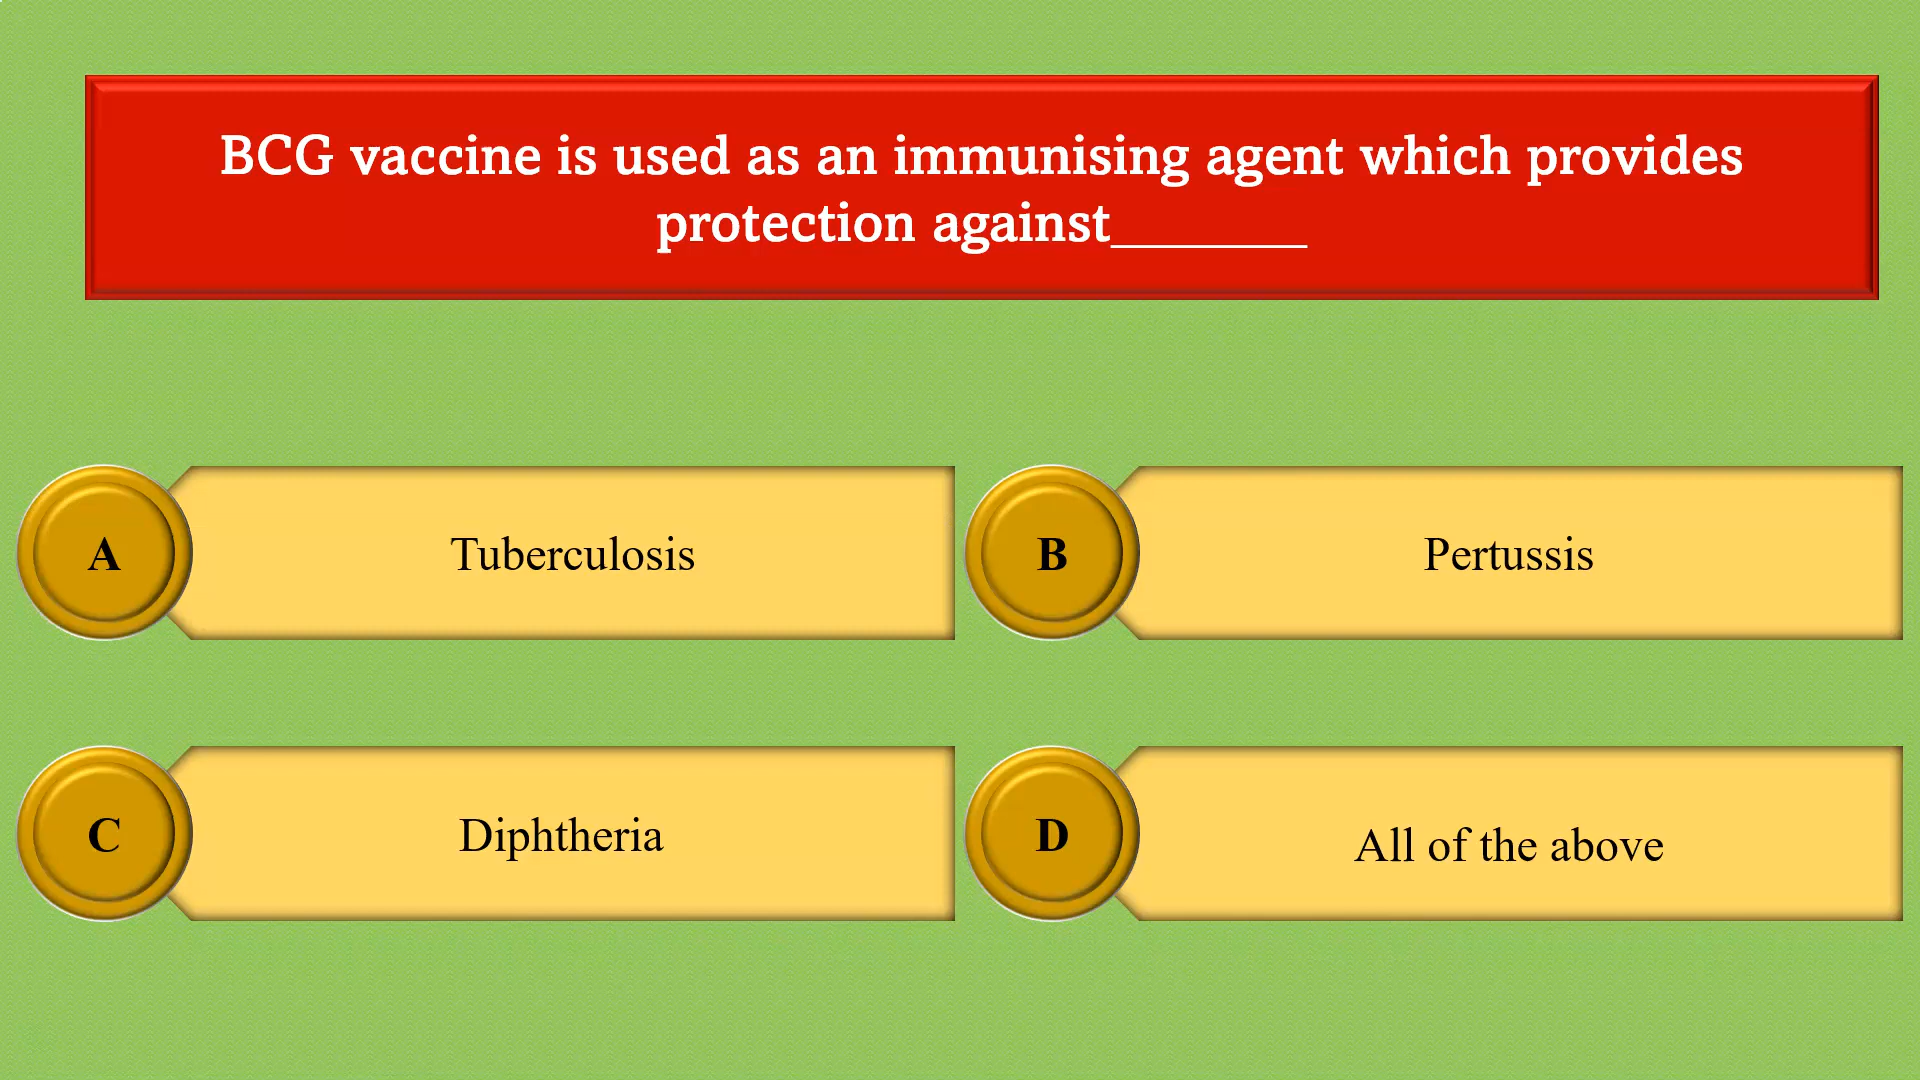 BCG vaccine is used as an immunising agent which provides
protection against________
A
Tuberculosis
B
Pertussis
C
Diphtheria
D
All of the above